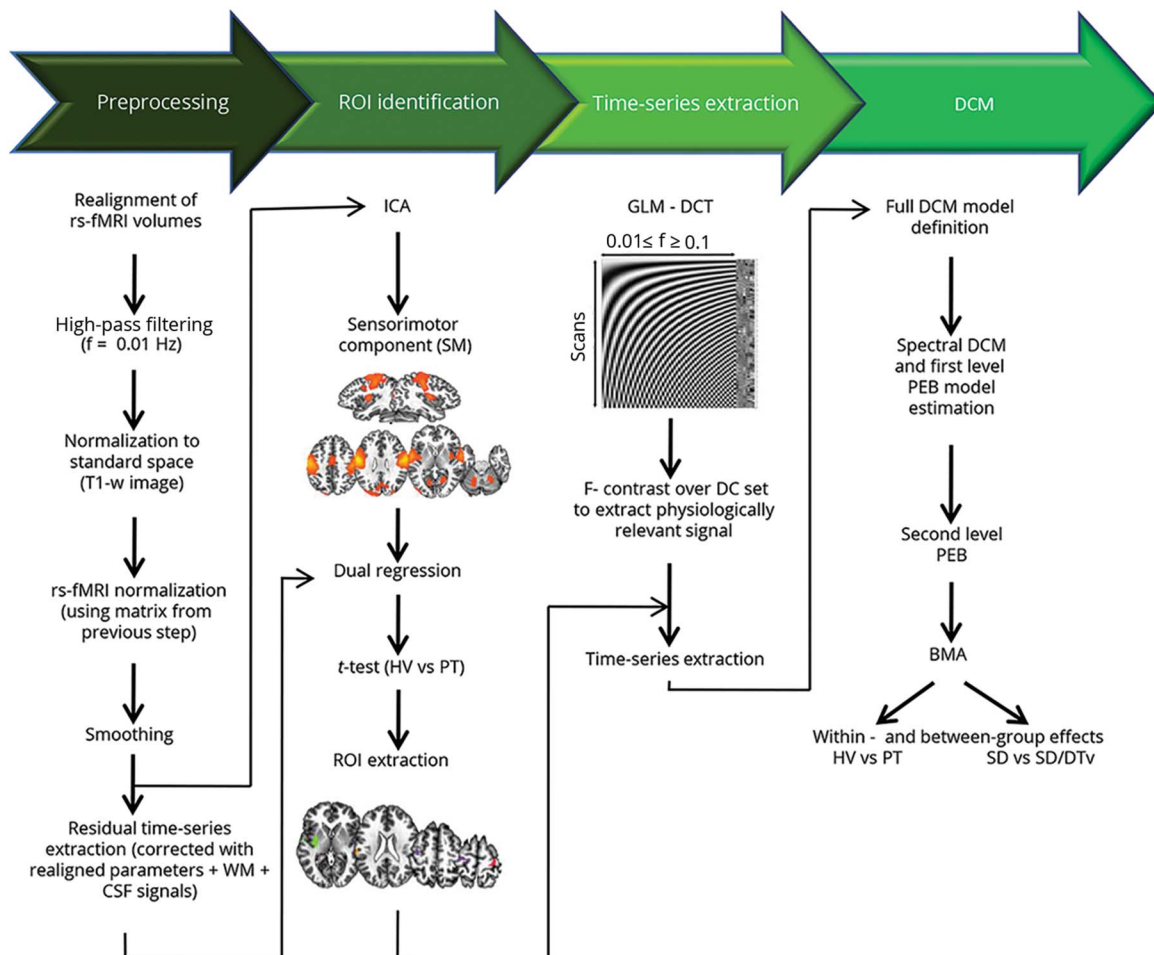 Preprocessing
ROI identification
Time-series extraction
DCM
Realignment of
rs-fMRI volumes
High-pass filtering
(f = 0.01 Hz)
Normalization to
standard space
(T1-w image)
rs-fMRI normalization
(using matrix from
previous step)
Smoothing
Residual time-series
extraction (corrected with
realigned parameters + WM +
CSF signals)
ICA
Sensorimotor
component (SM)
Dual regression
t-test (HV vs PT)
ROI extraction
GLM - DCT
0.01≤ f ≥ 0.1
Scans
F- contrast over DC set
to extract physiologically
relevant signal
Time-series extraction
Full DCM model
definition
Spectral DCM
and first level
PEB model
estimation
Second level
PEB
BMA
Within - and between-group effects
HV vs PT
SD vs SD/DTv